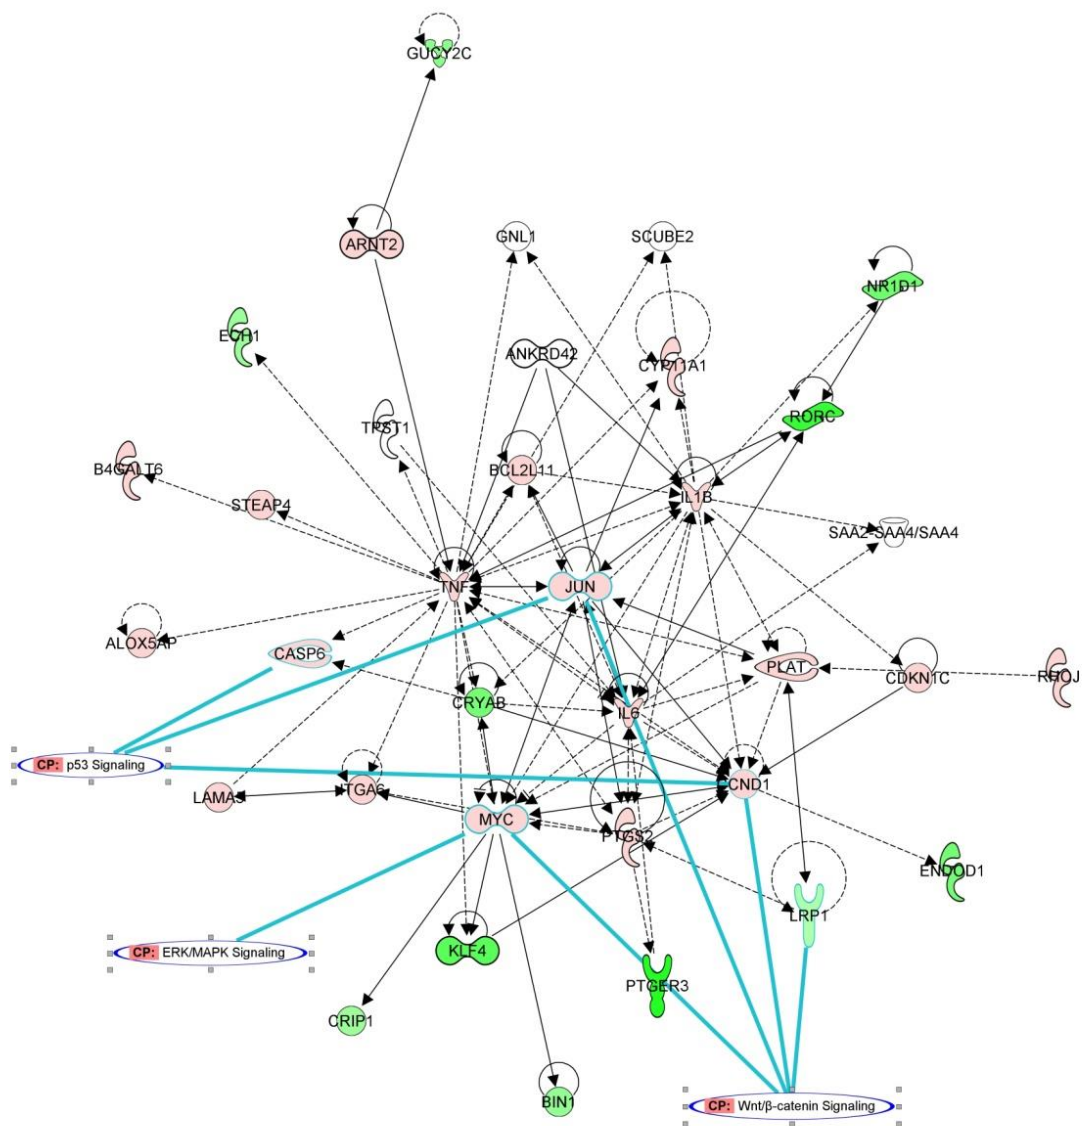 GUCY2C
ARNT2
GNL1
SCUBE2
NR1D1
ECH1
ANKRD42
CYP11A1
RORC
TPST1
B4GALT6
BCL2L11
STEAP4
IL1B
SAA2-SAA4/SAA4
TNF
JUN
ALOX5AP
CASP6
PLAT
CDKN1C
RHOJ
CRYAB
IL6
CP: p53 Signaling
LAMA5
ITGA6
CCND1
MYC
PTGS2
ENDOD1
LRP1
CP: ERK/MAPK Signaling
KLF4
PTGER3
CRIP1
BIN1
CP: Wnt/β-catenin Signaling